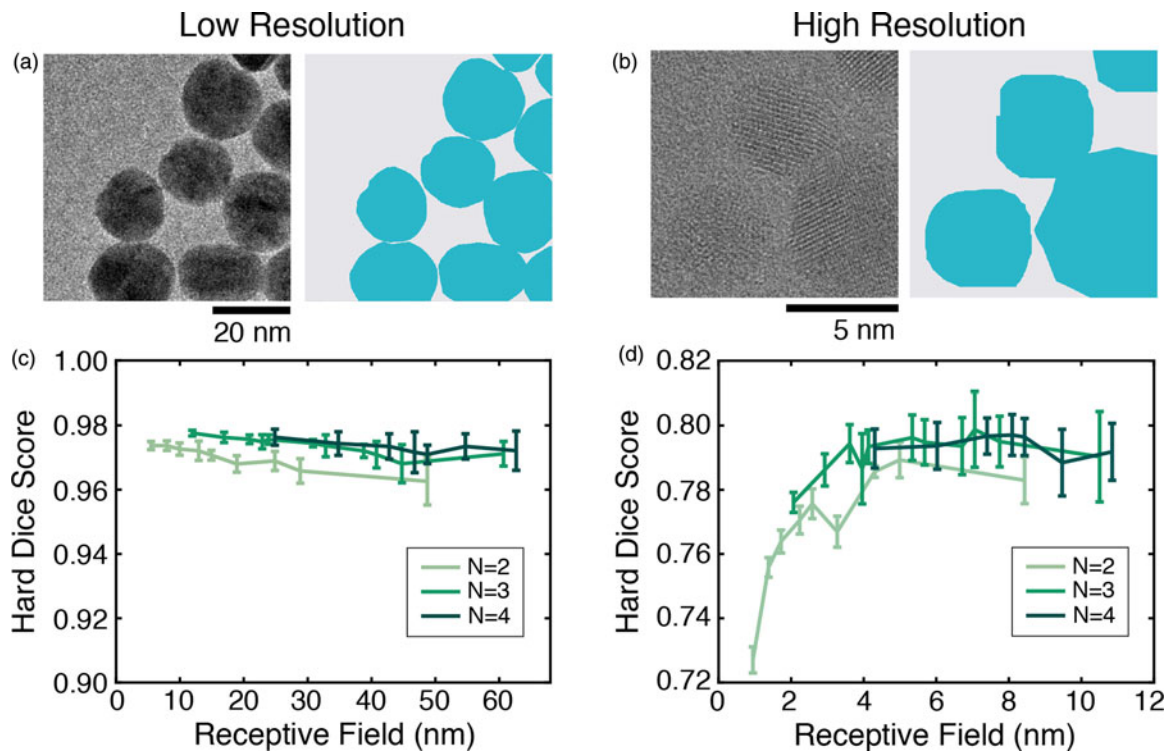 Low Resolution
High Resolution
(a)
(b)
20 nm
5 nm
(c)
1.00
0.98
0.96
0.94
0.92
0.90
Hard Dice Score
N=2
N=3
N=4
0 10 20 30 40 50 60
Receptive Field (nm)
(d)
0.82
0.80
0.78
0.76
0.74
0.72
Hard Dice Score
N=2
N=3
N=4
0 2 4 6 8 10 12
Receptive Field (nm)